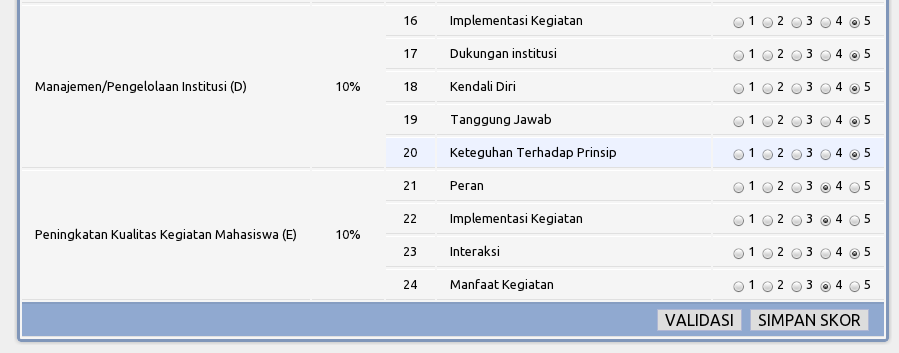 16 Implementasi Kegiatan 1 2 3 4 5
17 Dukungan institusi 1 2 3 4 5
Manajemen/Pengelolaan Institusi (D) 10% 18 Kendali Diri 1 2 3 4 5
19 Tanggung Jawab 1 2 3 4 5
20 Keteguhan Terhadap Prinsip 1 2 3 4 5
21 Peran 1 2 3 4 5
22 Implementasi Kegiatan 1 2 3 4 5
Peningkatan Kualitas Kegiatan Mahasiswa (E) 10%
23 Interaksi 1 2 3 4 5
24 Manfaat Kegiatan 1 2 3 4 5
VALIDASI SIMPAN SKOR